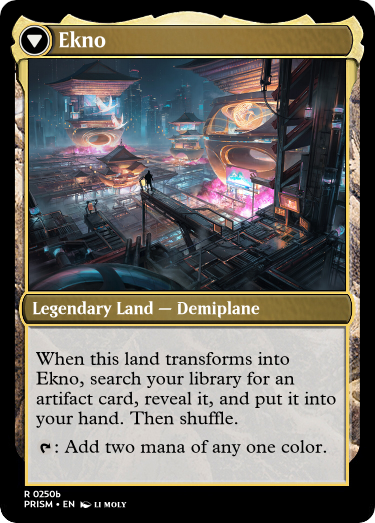 Ekno
Legendary Land — Demiplane
When this land transforms into
Ekno, search your library for an
artifact card, reveal it, and put it into
your hand. Then shuffle.
: Add two mana of any one color.
R 0250b
PRISM • EN LI MOLY